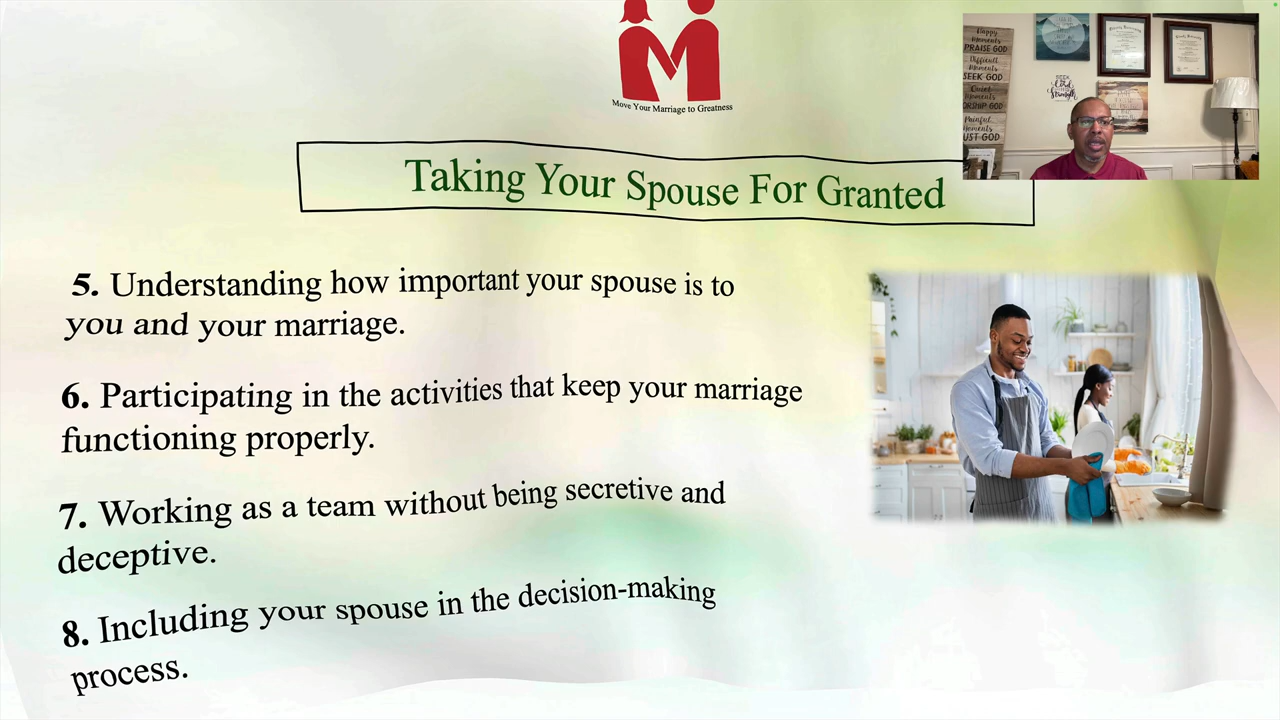 Move Your Marriage to Greatness
Taking Your Spouse For Granted
5. Understanding how important your spouse is to
you and your marriage.
6. Participating in the activities that keep your marriage
functioning properly.
7. Working as a team without being secretive and
deceptive.
8. Including your spouse in the decision-making
process.
Happy
Moments
PRAISE GOD
Difficult
Moments
SEEK GOD
Quiet
Moments
ORSHIP GOD
Painful
Moments
UST GOD